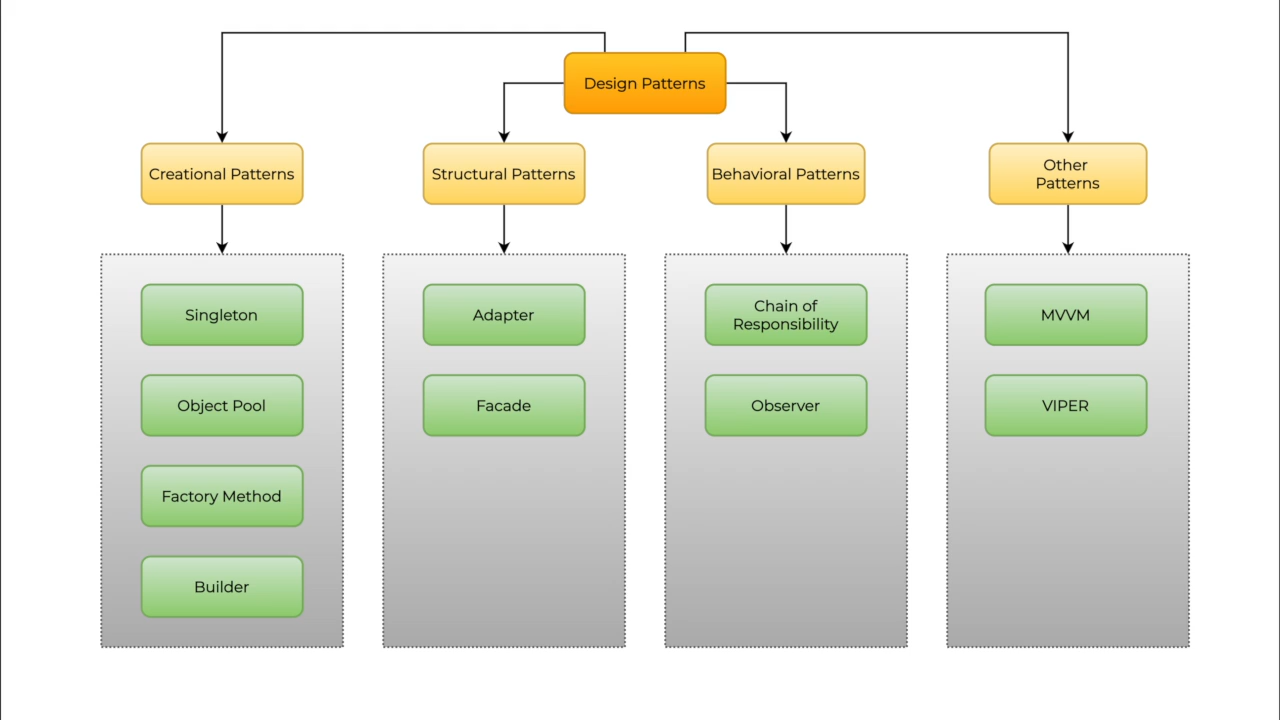 Design Patterns
Creational Patterns
Structural Patterns
Behavioral Patterns
Other
Patterns
Singleton
Object Pool
Factory Method
Builder
Adapter
Facade
Chain of
Responsibility
Observer
MVVM
VIPER